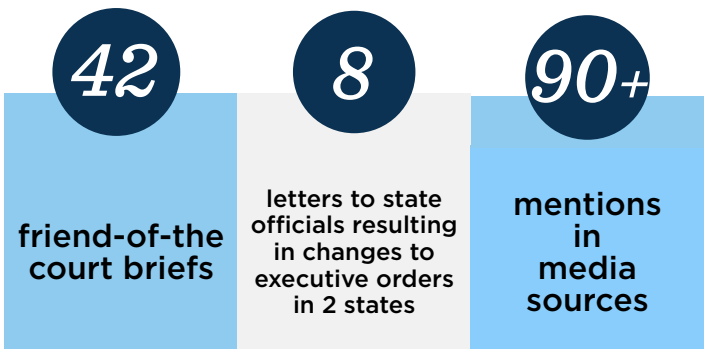 42
friend-of-the
court briefs
8
letters to state
officials resulting
in changes to
executive orders
in 2 states
90+
mentions
in
media
sources